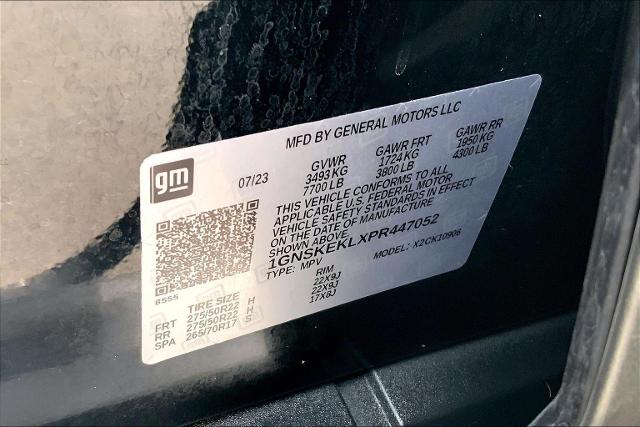 MFD BY GENERAL MOTORS LLC
gm
07/23
GVWR GAWR FRT GAWR RR
3493 KG 1724 KG 1950 KG
7700 LB 3800 LB 4300 LB
THIS VEHICLE CONFORMS TO ALL
APPLICABLE U.S. FEDERAL MOTOR
VEHICLE SAFETY STANDARDS IN EFFECT
ON THE DATE OF MANUFACTURE
SHOWN ABOVE.
1GNSKEKLXPR447052
TYPE: MPV MODEL: X2CK10906
8555
TIRE SIZE RIM
FRT 275/50R22 H 22X9J
RR 275/50R22 H 22X9J
SPA 265/70R17 S 17X8J